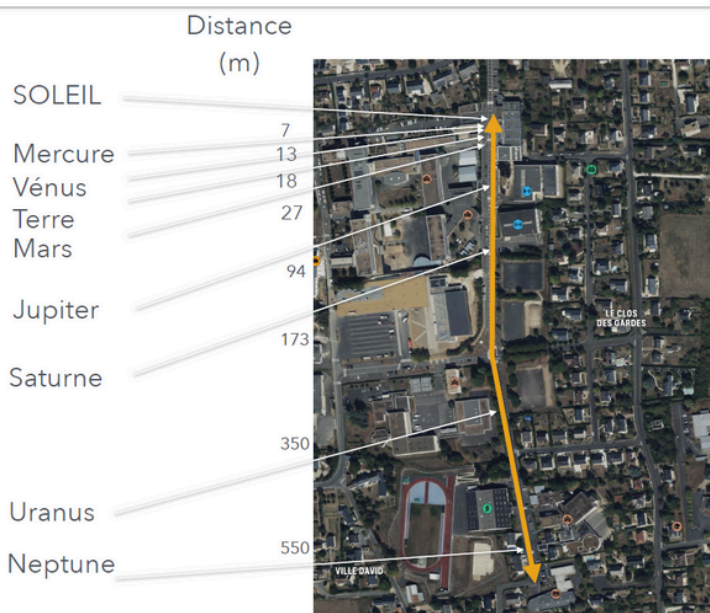 Distance
(m)
SOLEIL
7
Mercure
13
Vénus
18
Terre
27
Mars
94
Jupiter
173
Saturne
350
Uranus
550
Neptune
LE CLOS
DES GARDES
VILLE DAVID